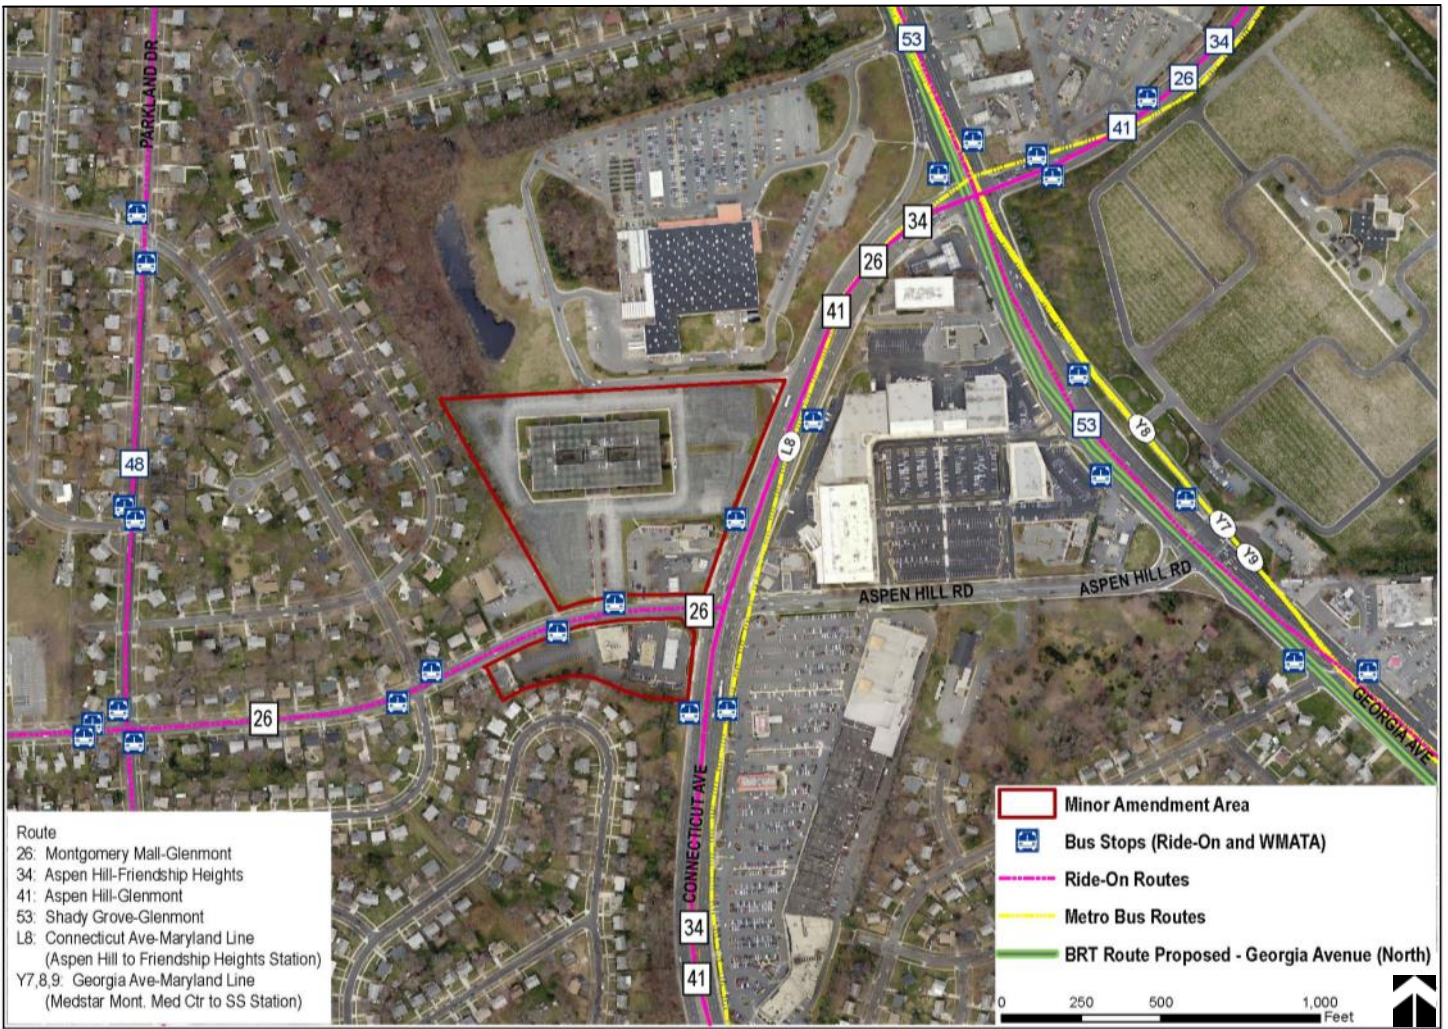 PARKLAND DR
53
34
26
41
34
26
41
53
Y8
L8
48
Y7
Y9
ASPEN HILL RD
ASPEN HILL RD
26
26
GEORGIA AVE
CONNECTICUT AVE
34
41
Route
26: Montgomery Mall-Glenmont
34: Aspen Hill-Friendship Heights
41: Aspen Hill-Glenmont
53: Shady Grove-Glenmont
L8: Connecticut Ave-Maryland Line
(Aspen Hill to Friendship Heights Station)
Y7,8,9: Georgia Ave-Maryland Line
(Medstar Mont. Med Ctr to SS Station)
Minor Amendment Area
Bus Stops (Ride-On and WMATA)
Ride-On Routes
Metro Bus Routes
BRT Route Proposed - Georgia Avenue (North)
0 250 500 1,000
Feet